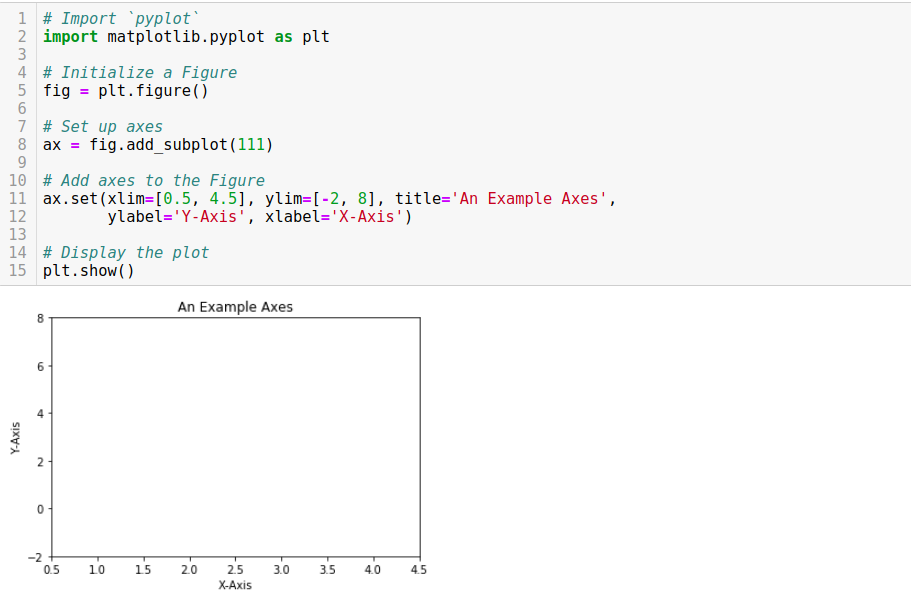 1 # Import `pyplot`
2 import matplotlib.pyplot as plt
3
4 # Initialize a Figure
5 fig = plt.figure()
6
7 # Set up axes
8 ax = fig.add_subplot(111)
9
10 # Add axes to the Figure
11 ax.set(xlim=[0.5, 4.5], ylim=[-2, 8], title='An Example Axes',
12        ylabel='Y-Axis', xlabel='X-Axis')
13
14 # Display the plot
15 plt.show()
An Example Axes
8
6
4
Y-Axis
2
0
−2
0.5 1.0 1.5 2.0 2.5 3.0 3.5 4.0 4.5
X-Axis